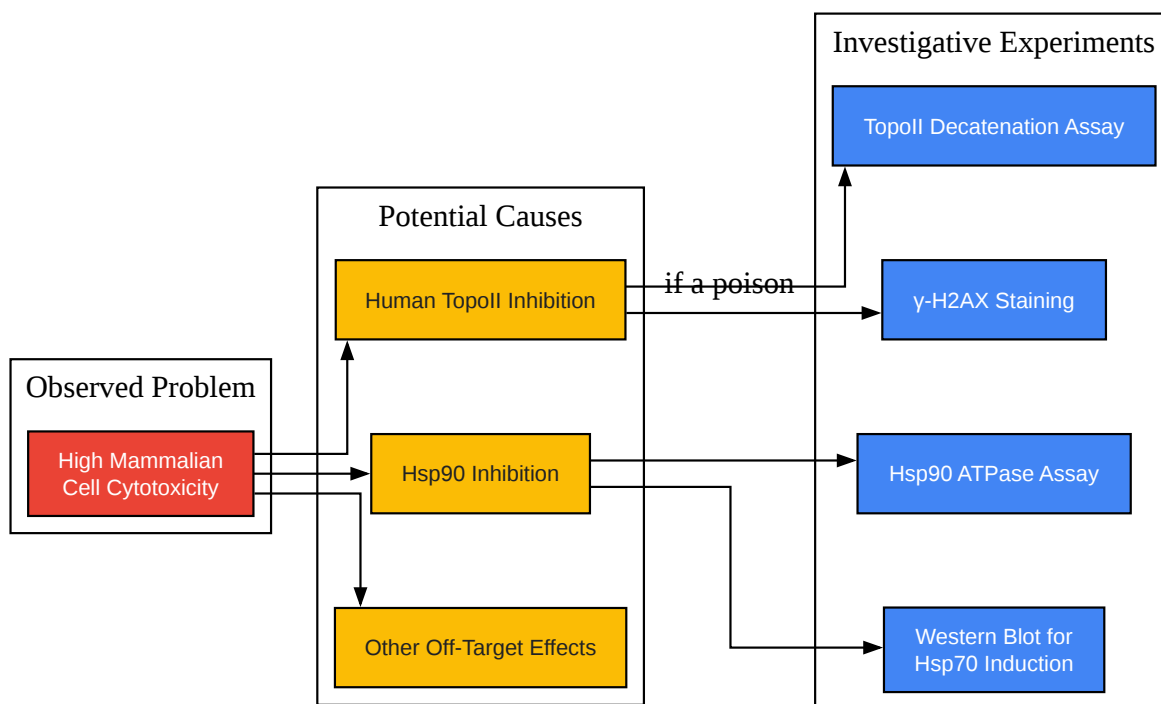 Observed Problem
High Mammalian
Cell Cytotoxicity
Potential Causes
Human TopoII Inhibition
Hsp90 Inhibition
Other Off-Target Effects
if a poison
Investigative Experiments
TopoII Decatenation Assay
γ-H2AX Staining
Hsp90 ATPase Assay
Western Blot for
Hsp70 Induction